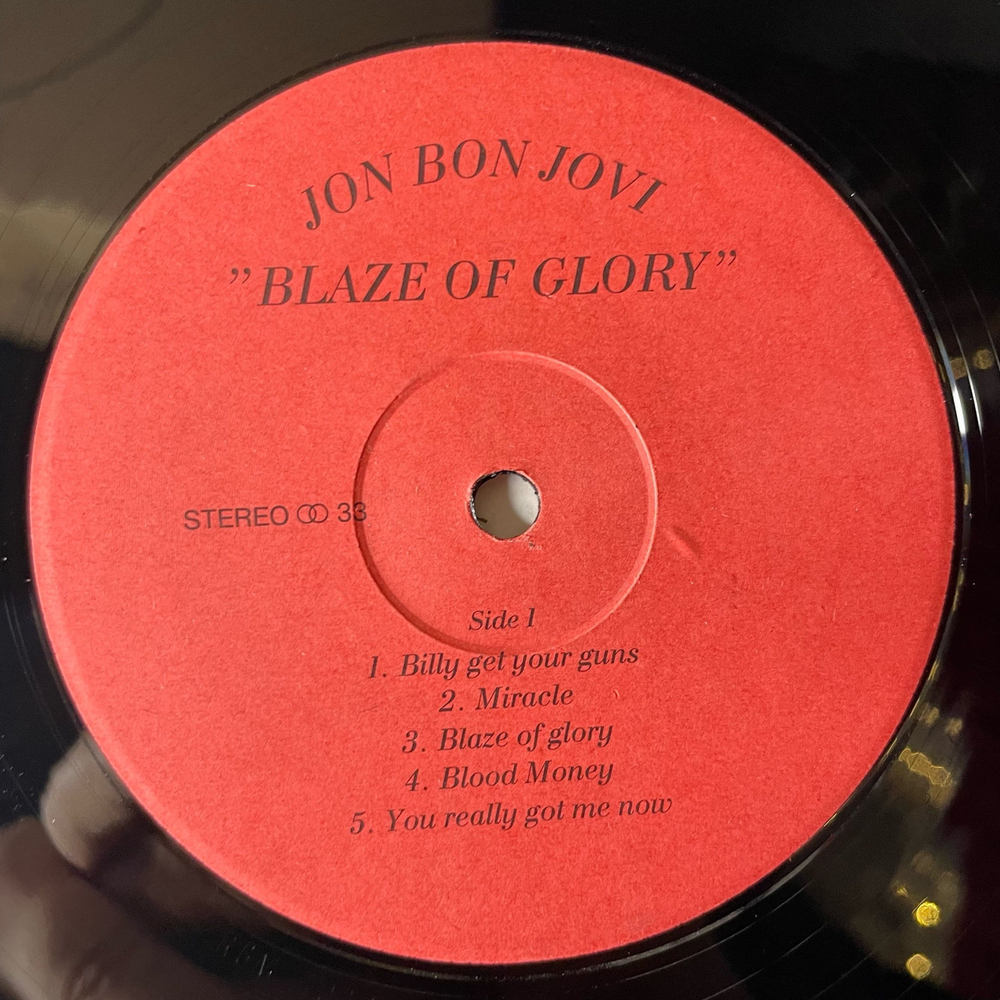 JON BON JOVI
”BLAZE OF GLORY”
STEREO 33
Side 1
1. Billy get your guns
2. Miracle
3. Blaze of glory
4. Blood Money
5. You really got me now